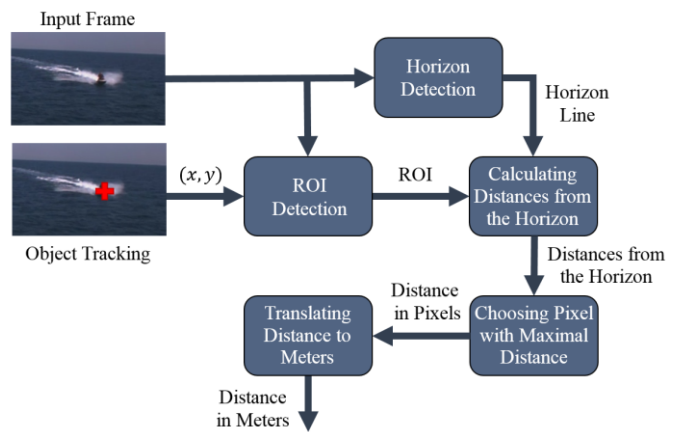 Input Frame
Horizon
Detection
Horizon
Line
(x, y)
ROI
Detection
ROI
Calculating
Distances from
the Horizon
Object Tracking
Distances from
the Horizon
Distance
in Pixels
Translating
Distance to
Meters
Choosing Pixel
with Maximal
Distance
Distance
in Meters